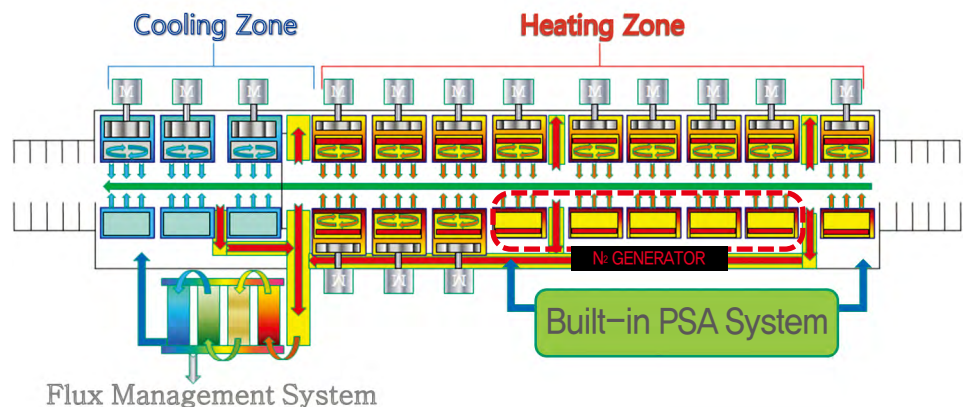 Cooling Zone
Heating Zone
M M M M M M M M M M M M
N₂ GENERATOR
M M M
Built-in PSA System
Flux Management System